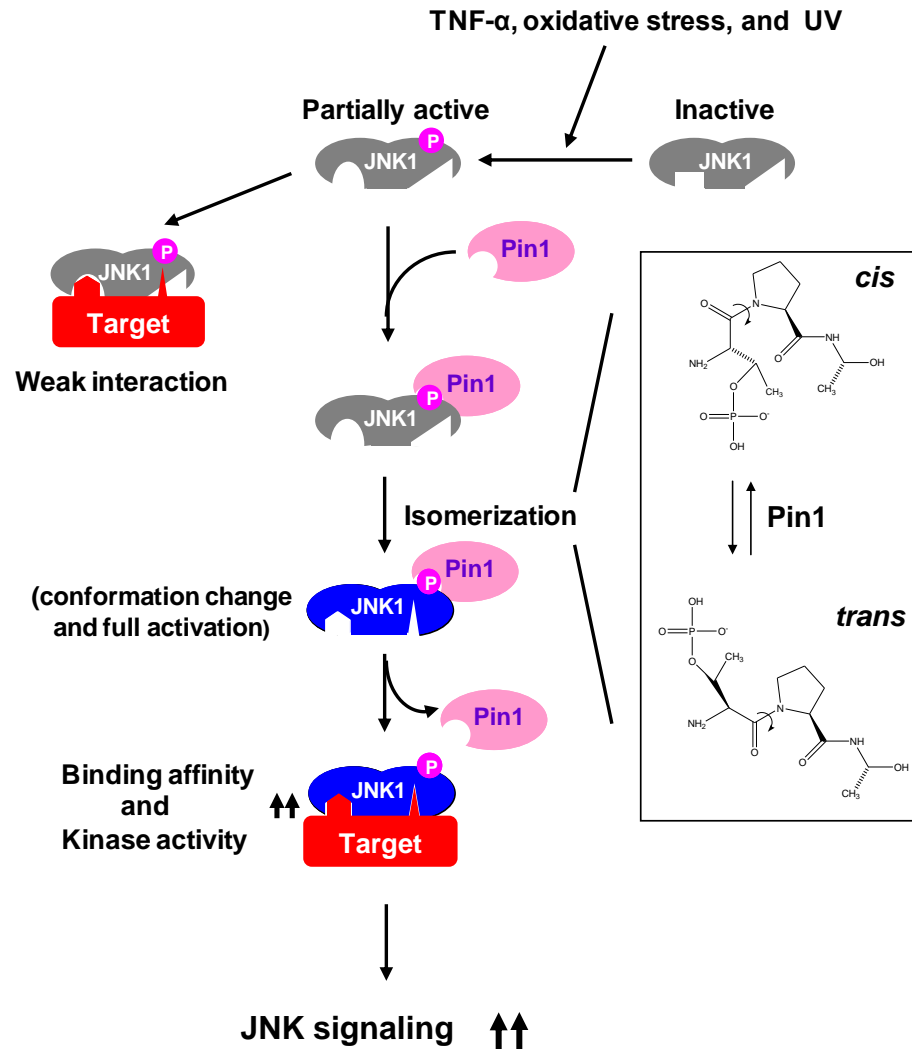 TNF-α, oxidative stress, and UV
Partially active
Inactive
P
JNK1
JNK1
Pin1
P
JNK1
Target
Weak interaction
Pin1
P
JNK1
Isomerization
Pin1
P
JNK1
(conformation change
and full activation)
Pin1
P
JNK1
Target
Binding affinity
and
Kinase activity
JNK signaling
cis
O
N
O
NH
OH
CH3
NH2
CH3
O
O
P
O-
OH
Pin1
trans
OH
O
P
O-
O
CH3
NH2
O
N
O
NH
OH
CH3